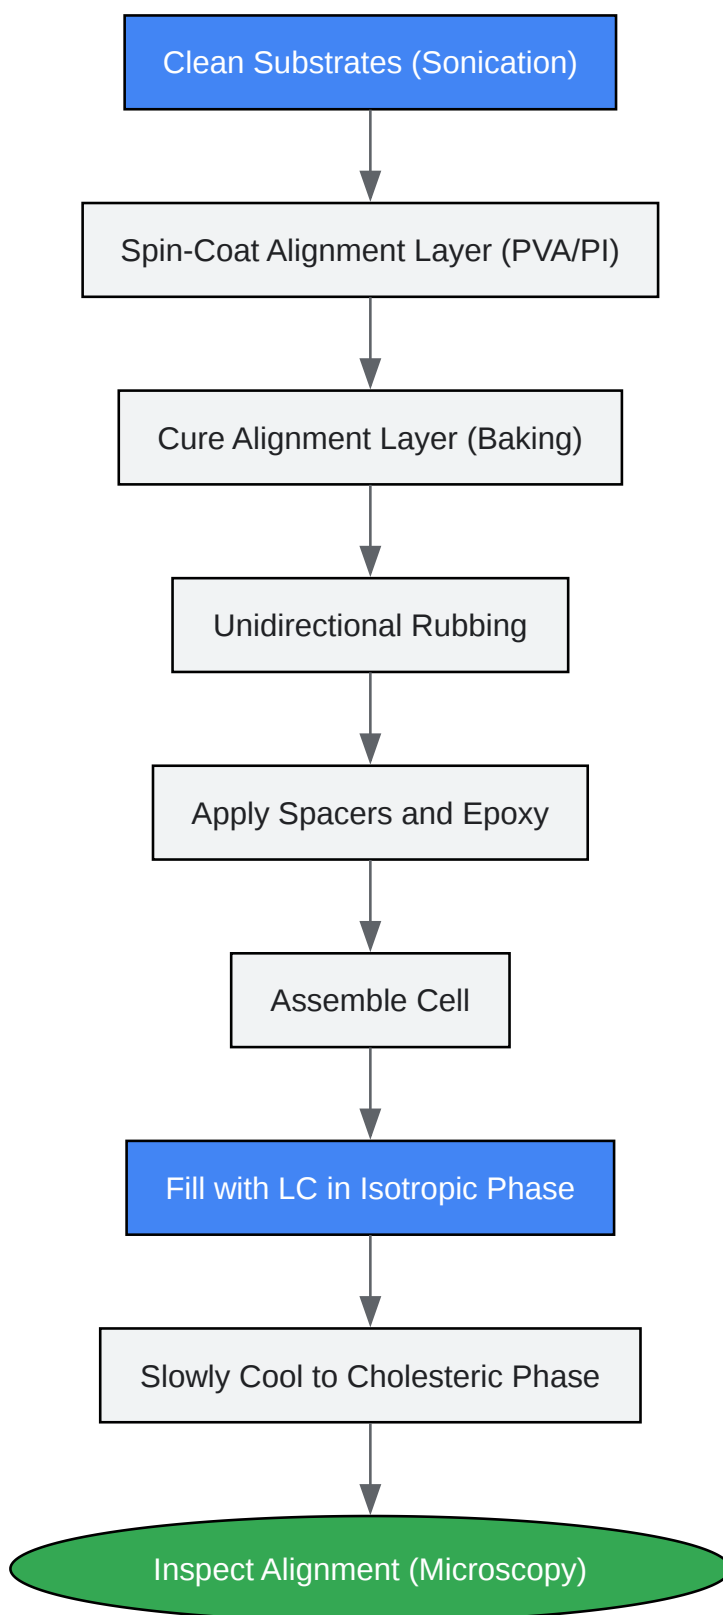 Clean Substrates (Sonication)
Spin-Coat Alignment Layer (PVA/PI)
Cure Alignment Layer (Baking)
Unidirectional Rubbing
Apply Spacers and Epoxy
Assemble Cell
Fill with LC in Isotropic Phase
Slowly Cool to Cholesteric Phase
Inspect Alignment (Microscopy)